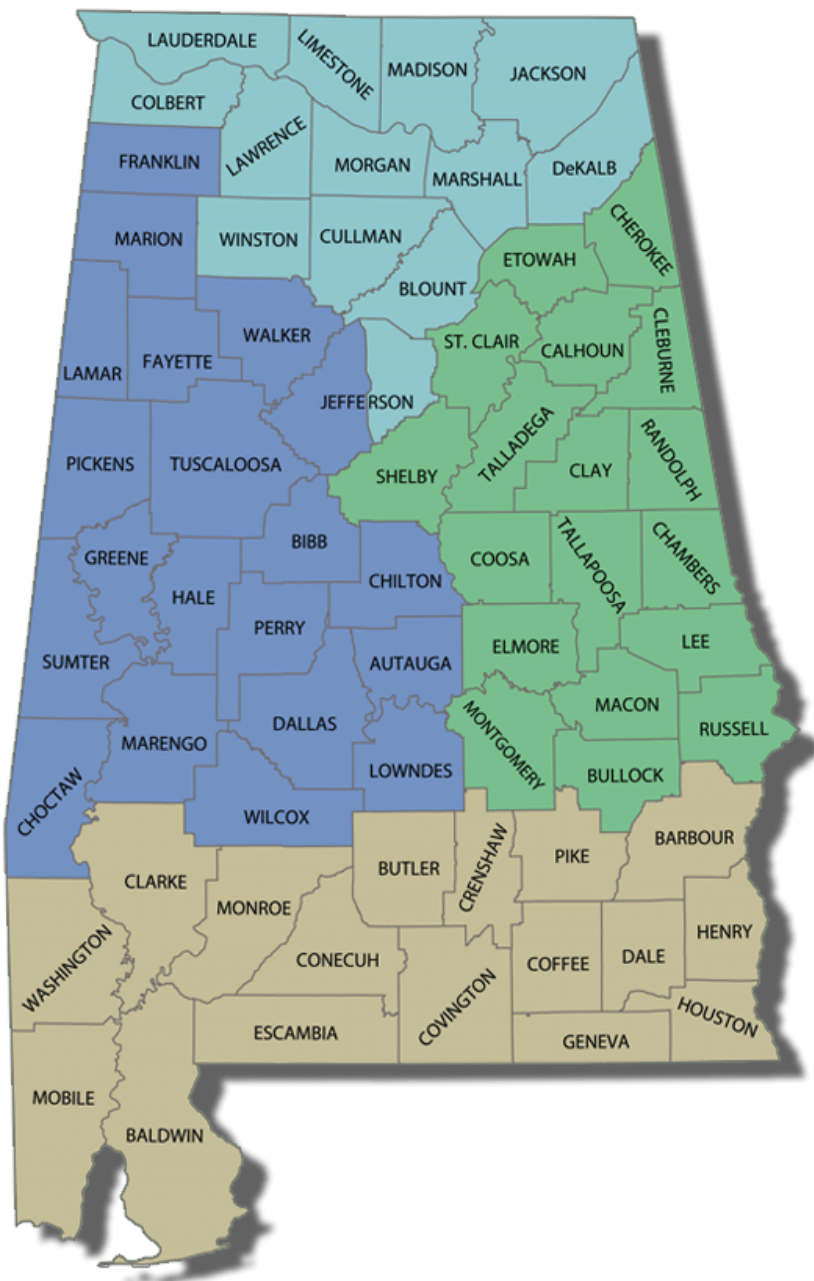 LAUDERDALE
LIMESTONE
MADISON
JACKSON
COLBERT
LAWRENCE
FRANKLIN
MORGAN
MARSHALL
DeKALB
MARION
WINSTON
CULLMAN
CHEROKEE
ETOWAH
BLOUNT
WALKER
ST. CLAIR
CALHOUN
CLEBURNE
LAMAR
FAYETTE
JEFFERSON
TALLADEGA
RANDOLPH
PICKENS
TUSCALOOSA
SHELBY
CLAY
GREENE
BIBB
COOSA
TALLAPOOSA
CHAMBERS
HALE
CHILTON
PERRY
ELMORE
LEE
SUMTER
AUTAUGA
MACON
DALLAS
MONTGOMERY
RUSSELL
MARENGO
LOWNDES
BULLOCK
CHOCTAW
WILCOX
BARBOUR
PIKE
CLARKE
BUTLER
CRENSHAW
MONROE
HENRY
WASHINGTON
CONECUH
COFFEE
DALE
COVINGTON
HOUSTON
ESCAMBIA
GENEVA
MOBILE
BALDWIN